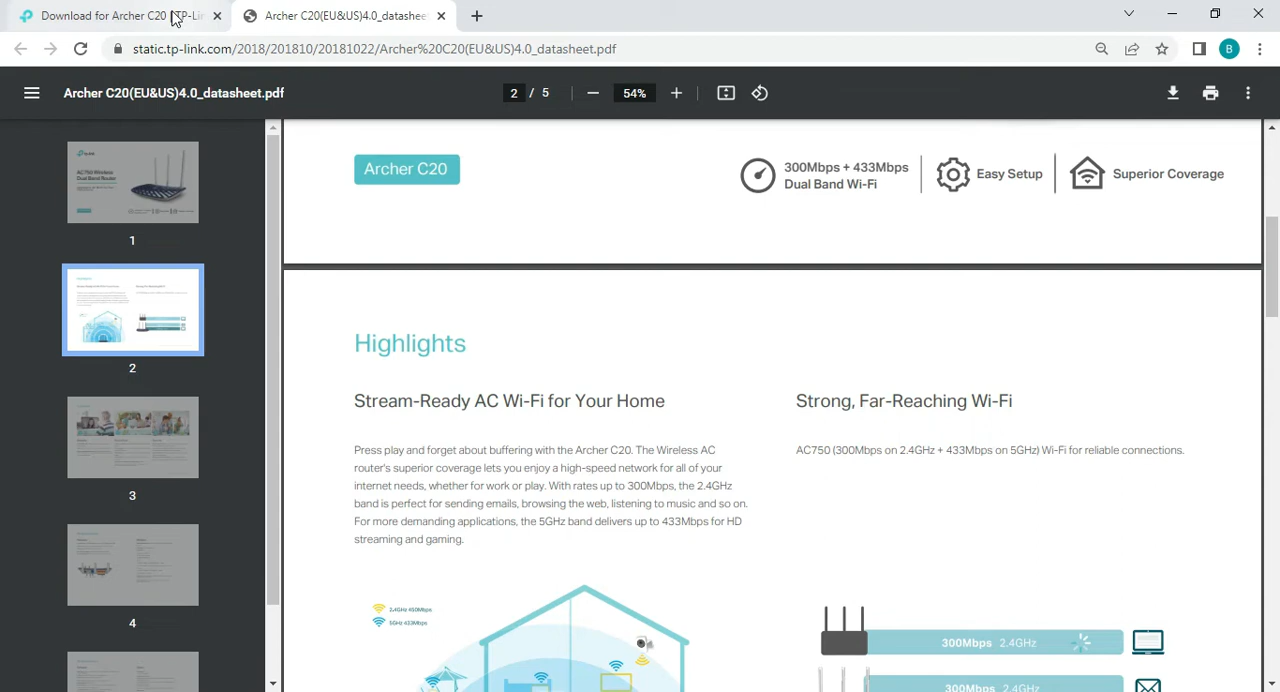 Download for Archer C20 | TP-Lin
Archer C20(EU&US)4.0_datashee
static.tp-link.com/2018/201810/20181022/Archer%20C20(EU&US)4.0_datasheet.pdf
B
Archer C20(EU&US)4.0_datasheet.pdf
2 / 5
54%
Archer C20
300Mbps + 433Mbps
Dual Band Wi-Fi
Easy Setup
Superior Coverage
1
2
3
4
Highlights
Stream-Ready AC Wi-Fi for Your Home
Press play and forget about buffering with the Archer C20. The Wireless AC
router's superior coverage lets you enjoy a high-speed network for all of your
internet needs, whether for work or play. With rates up to 300Mbps, the 2.4GHz
band is perfect for sending emails, browsing the web, listening to music and so on.
For more demanding applications, the 5GHz band delivers up to 433Mbps for HD
streaming and gaming.
Strong, Far-Reaching Wi-Fi
AC750 (300Mbps on 2.4GHz + 433Mbps on 5GHz) Wi-Fi for reliable connections.
2.4GHz 450Mbps
5GHz 433Mbps
300Mbps 2.4GHz
300Mbps 2.4GHz